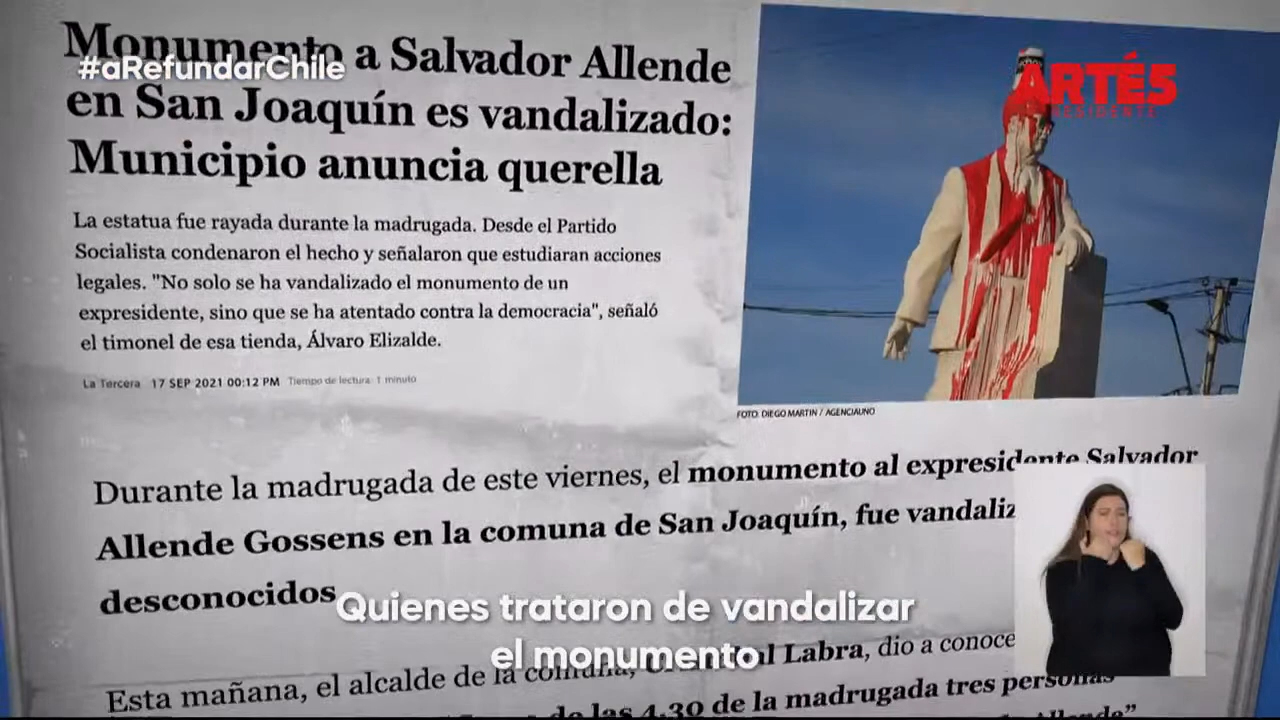 Monumento a Salvador Allende
en San Joaquín es vandalizado:
Municipio anuncia querella
#aRefundarChile
ARTÉS
PRESIDENTE
La estatua fue rayada durante la madrugada. Desde el Partido
Socialista condenaron el hecho y señalaron que estudiaran acciones
legales. "No solo se ha vandalizado el monumento de un
expresidente, sino que se ha atentado contra la democracia", señaló
el timonel de esa tienda, Álvaro Elizalde.
La Tercera 17 SEP 2021 00:12 PM Tiempo de lectura: 1 minuto
FOTO: DIEGO MARTIN / AGENCIAUNO
Durante la madrugada de este viernes, el monumento al expresidente Salvador
Allende Gossens en la comuna de San Joaquín, fue vandaliz
desconocidos
Quienes trataron de vandalizar
el monumento
Esta mañana, el alcalde de la comuna, Labra, dio a conoce
de las 4.30 de la madrugada tres personas
Allende"